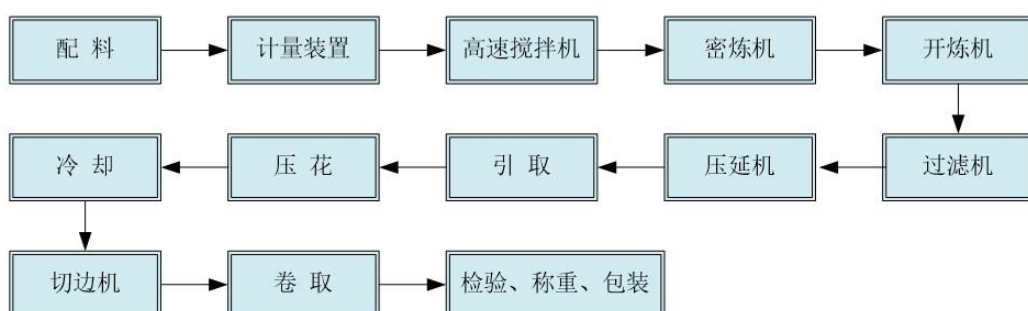 配 料
计量装置
高速搅拌机
密炼机
开炼机
过滤机
压延机
引 取
压 花
冷 却
切边机
卷 取
检验、称重、包装